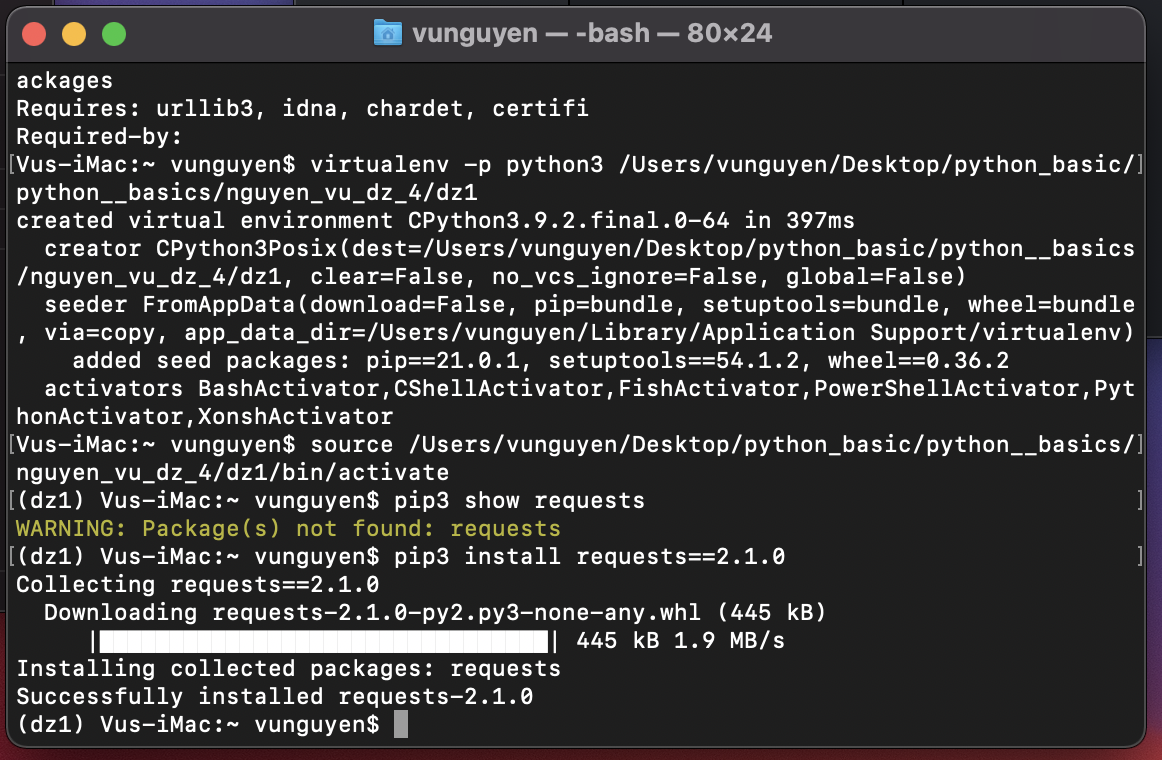 vunguyen — -bash — 80×24
ackages
Requires: urllib3, idna, chardet, certifi
Required-by:
[Vus-iMac:~ vunguyen$ virtualenv -p python3 /Users/vunguyen/Desktop/python_basic/]
python__basics/nguyen_vu_dz_4/dz1
created virtual environment CPython3.9.2.final.0-64 in 397ms
  creator CPython3Posix(dest=/Users/vunguyen/Desktop/python_basic/python__basics
/nguyen_vu_dz_4/dz1, clear=False, no_vcs_ignore=False, global=False)
  seeder FromAppData(download=False, pip=bundle, setuptools=bundle, wheel=bundle
, via=copy, app_data_dir=/Users/vunguyen/Library/Application Support/virtualenv)
    added seed packages: pip==21.0.1, setuptools==54.1.2, wheel==0.36.2
  activators BashActivator,CShellActivator,FishActivator,PowerShellActivator,Pyt
honActivator,XonshActivator
[Vus-iMac:~ vunguyen$ source /Users/vunguyen/Desktop/python_basic/python__basics/]
nguyen_vu_dz_4/dz1/bin/activate
[(dz1) Vus-iMac:~ vunguyen$ pip3 show requests ]
WARNING: Package(s) not found: requests
[(dz1) Vus-iMac:~ vunguyen$ pip3 install requests==2.1.0 ]
Collecting requests==2.1.0
  Downloading requests-2.1.0-py2.py3-none-any.whl (445 kB)
     |████████████████████████████████| 445 kB 1.9 MB/s
Installing collected packages: requests
Successfully installed requests-2.1.0
(dz1) Vus-iMac:~ vunguyen$